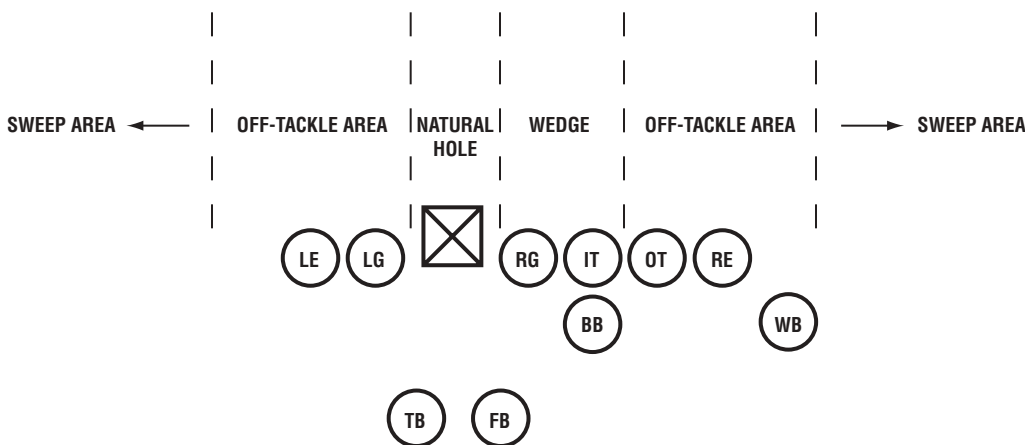 SWEEP AREA OFF-TACKLE AREA NATURAL HOLE WEDGE OFF-TACKLE AREA SWEEP AREA
LE LG RG IT OT RE
BB WB
TB FB